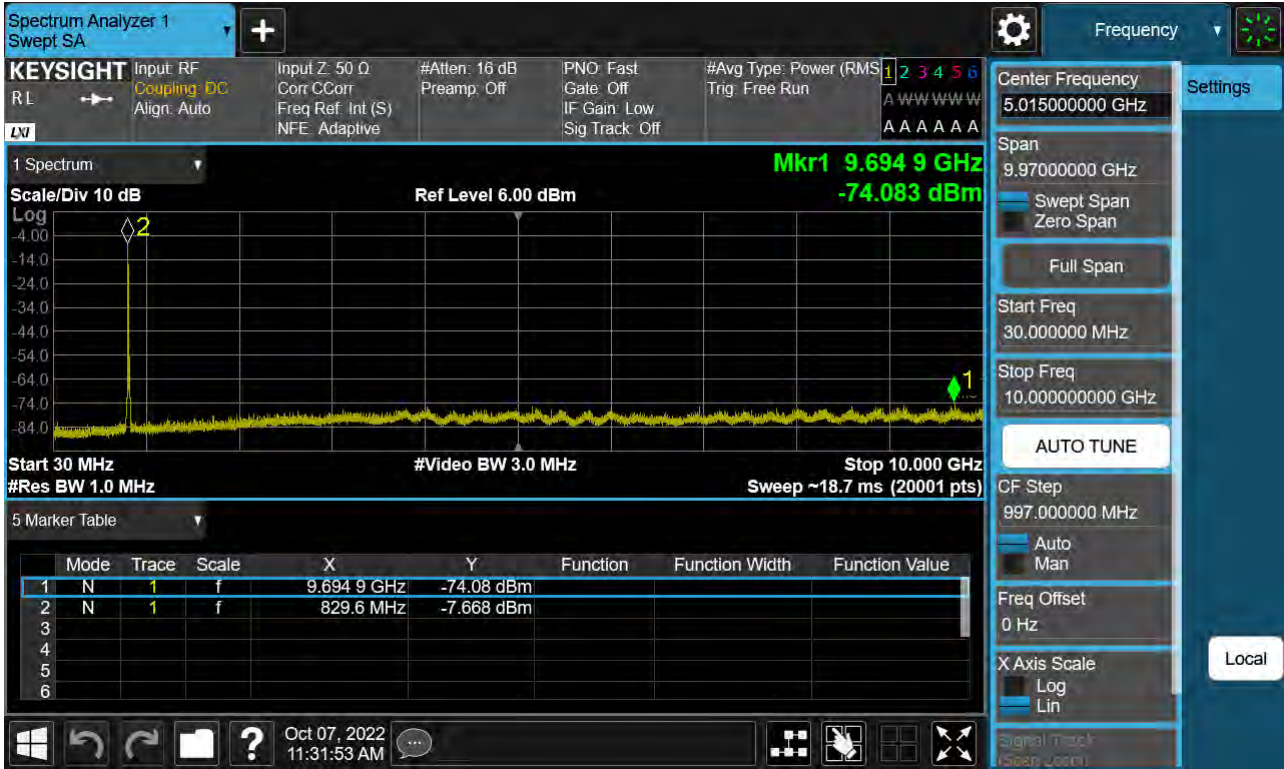 Spectrum Analyzer 1
Swept SA
Frequency
KEYSIGHT
R L
LXI
Input: RF
Coupling: DC
Align: Auto
Input Z: 50 Ω
Corr CCorr
Freq Ref: Int (S)
NFE: Adaptive
#Atten: 16 dB
Preamp: Off
PNO: Fast
Gate: Off
IF Gain: Low
Sig Track: Off
#Avg Type: Power (RMS
Trig: Free Run
1 2 3 4 5 6
A W W W W W
A A A A A A
1 Spectrum
Mkr1 9.694 9 GHz
Scale/Div 10 dB
Ref Level 6.00 dBm
-74.083 dBm
Log
-4.00
-14.0
-24.0
-34.0
-44.0
-54.0
-64.0
-74.0
-84.0
2
1
Start 30 MHz
#Video BW 3.0 MHz
Stop 10.000 GHz
#Res BW 1.0 MHz
Sweep ~18.7 ms (20001 pts)
5 Marker Table
Mode Trace Scale X Y Function Function Width Function Value
1 N 1 f 9.694 9 GHz -74.08 dBm
2 N 1 f 829.6 MHz -7.668 dBm
3
4
5
6
Oct 07, 2022
11:31:53 AM
Center Frequency
5.015000000 GHz
Settings
Span
9.97000000 GHz
Swept Span
Zero Span
Full Span
Start Freq
30.000000 MHz
Stop Freq
10.000000000 GHz
AUTO TUNE
CF Step
997.000000 MHz
Auto
Man
Freq Offset
0 Hz
X Axis Scale
Log
Lin
Local
Signal Track
(Span Zoom)